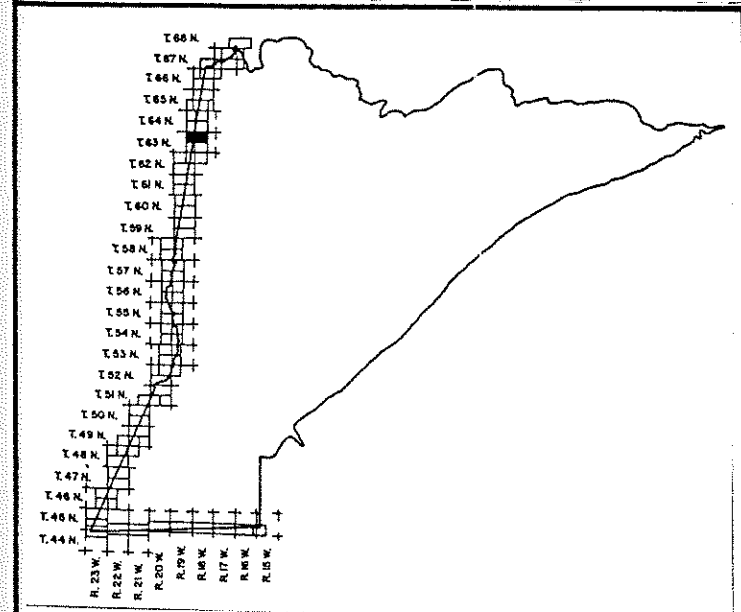 T. 68 N.
T. 67 N.
T. 66 N.
T. 65 N.
T. 64 N.
T. 63 N.
T. 62 N.
T. 61 N.
T. 60 N.
T. 59 N.
T. 58 N.
T. 57 N.
T. 56 N.
T. 55 N.
T. 54 N.
T. 53 N.
T. 52 N.
T. 51 N.
T. 50 N.
T. 49 N.
T. 48 N.
T. 47 N.
T. 46 N.
T. 45 N.
T. 44 N.
R. 23 W.
R. 22 W.
R. 21 W.
R. 20 W.
R. 19 W.
R. 18 W.
R. 17 W.
R. 16 W.
R. 15 W.